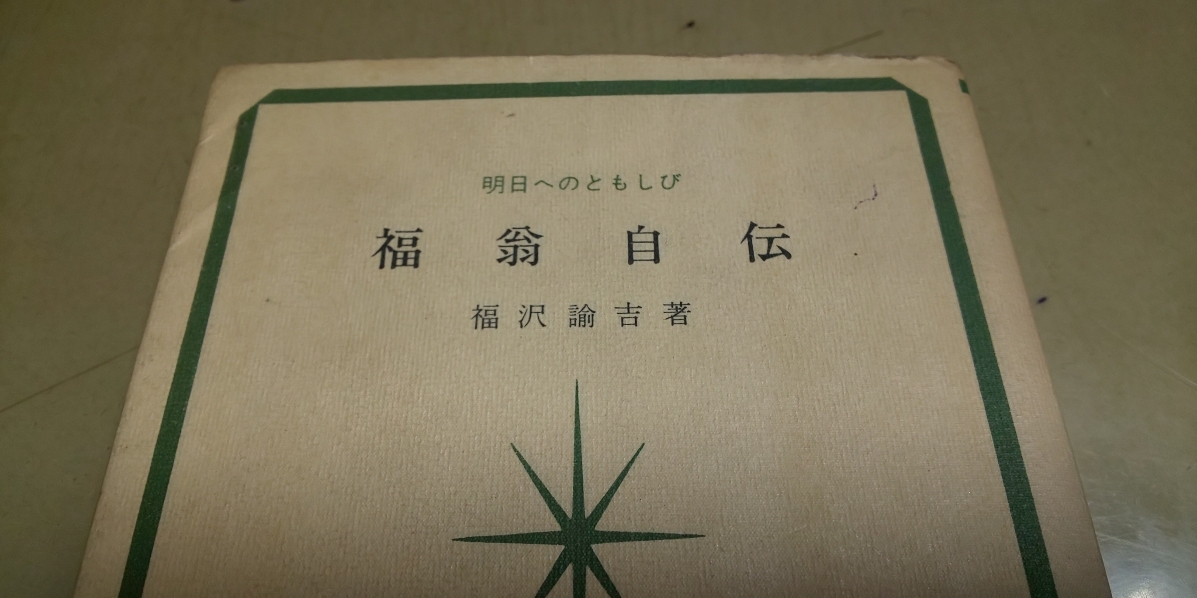 明日へのともしび
福翁自伝
福沢諭吉著